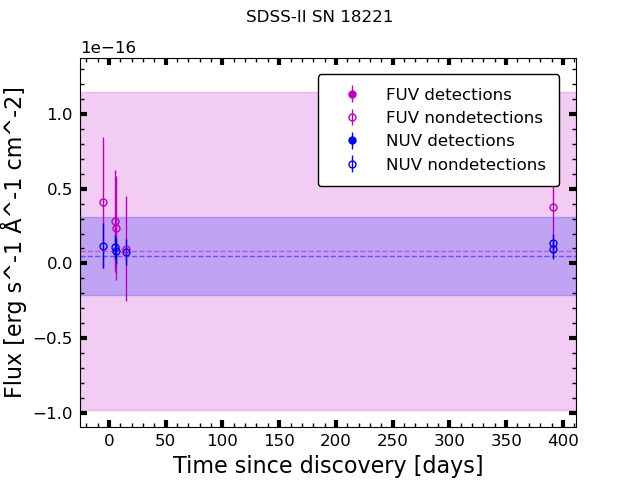 SDSS-II SN 18221
1e−16
FUV detections
FUV nondetections
NUV detections
NUV nondetections
1.0
0.5
0.0
−0.5
−1.0
Flux [erg s^-1 Å^-1 cm^-2]
0 50 100 150 200 250 300 350 400
Time since discovery [days]